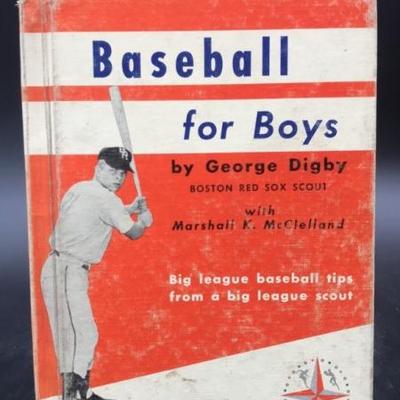 Baseball
for Boys
by George Digby
BOSTON RED SOX SCOUT
with
Marshall K. McClelland
Big league baseball tips
from a big league scout